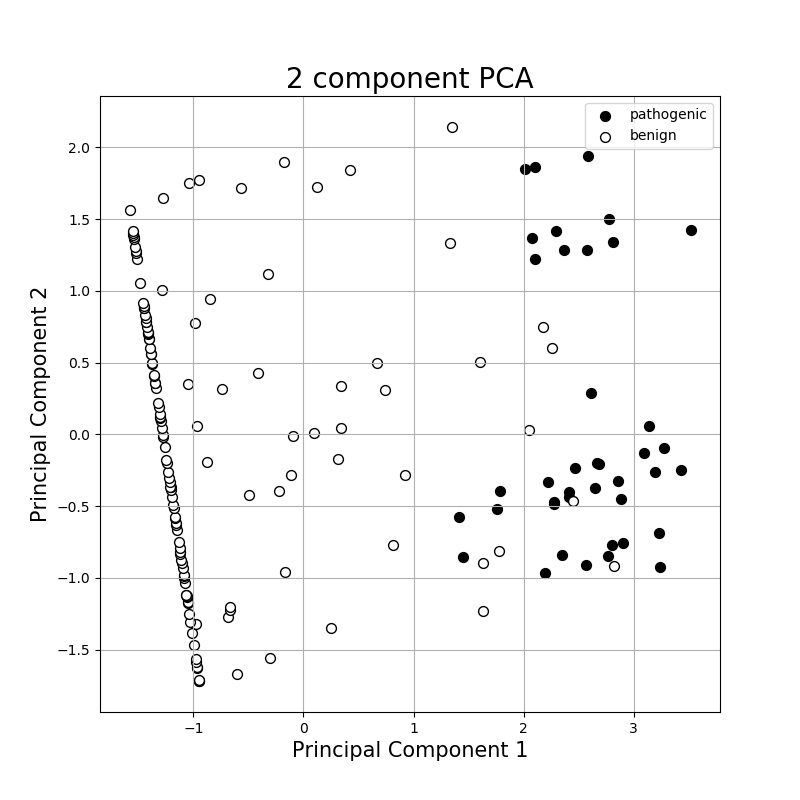 2 component PCA
pathogenic
benign
2.0
1.5
1.0
0.5
0.0
−0.5
−1.0
−1.5
−1 0 1 2 3
Principal Component 1
Principal Component 2